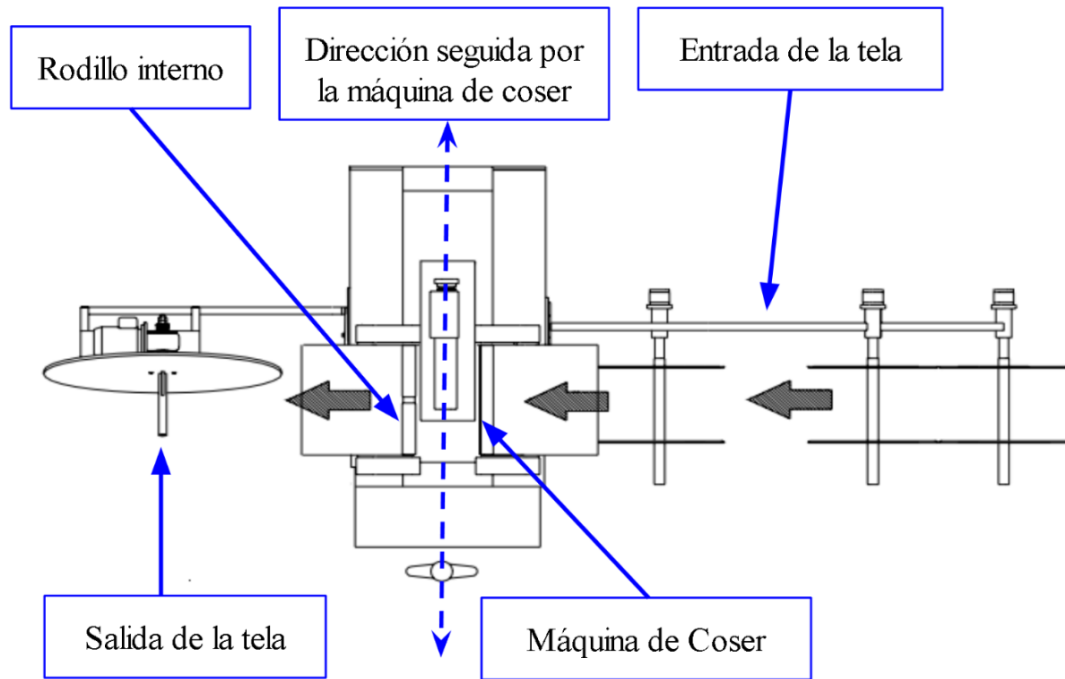 Rodillo interno
Dirección seguida por
la máquina de coser
Entrada de la tela
Salida de la tela
Máquina de Coser